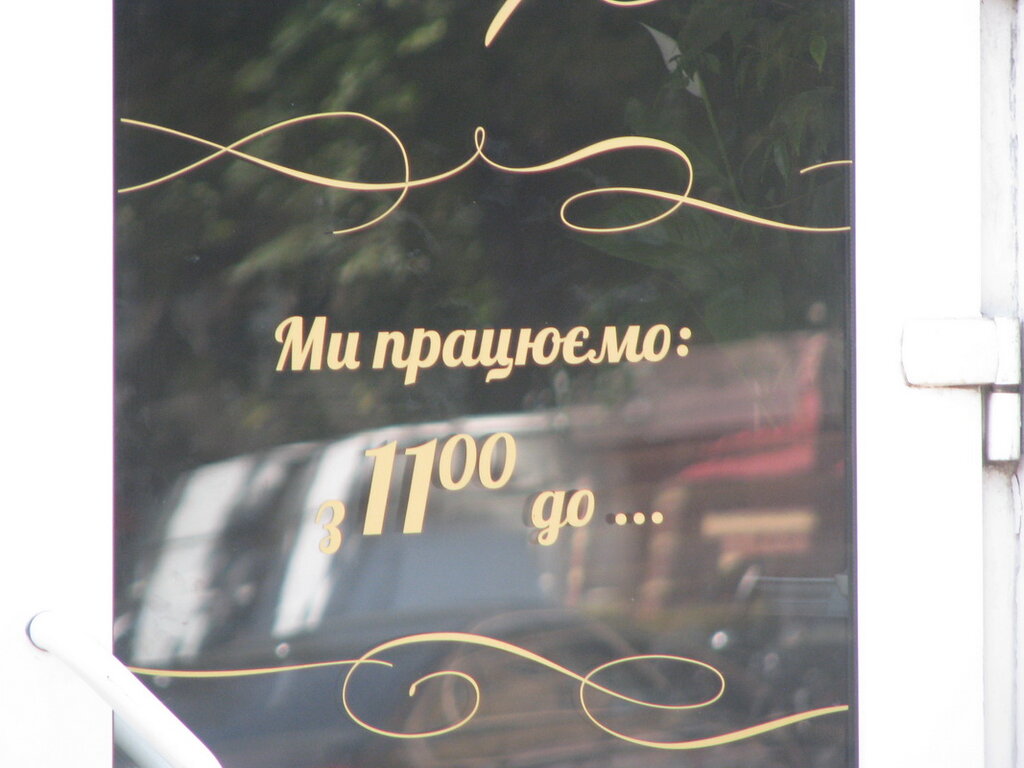 Ми працюємо:
з 11⁰⁰ до ...